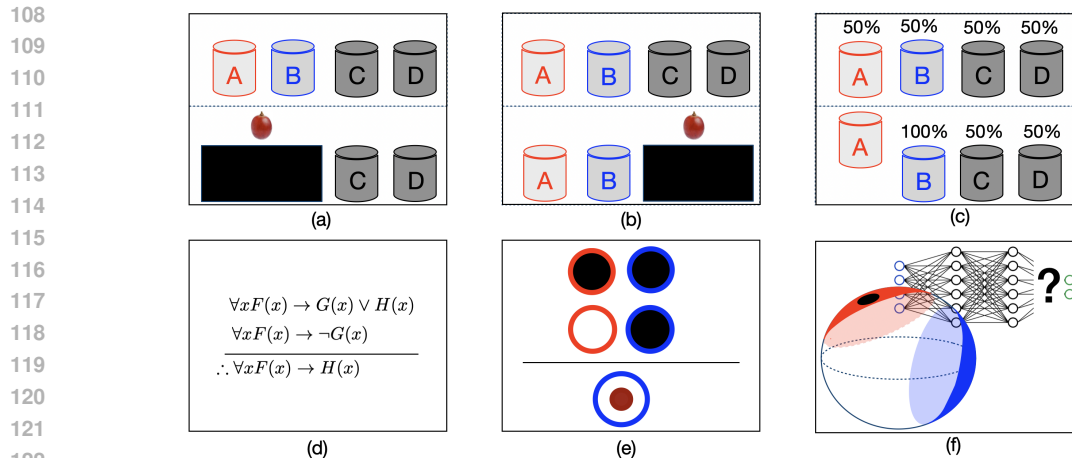 108
109
110
111
112
113
114
115
116
117
118
119
120
121
A B C D
C D
(a)
A B C D
A B
(b)
50% 50% 50% 50%
A B C D
A
100% 50% 50%
B C D
(c)
∀xF(x) → G(x) ∨ H(x)
∀xF(x) → ¬G(x)
∴ ∀xF(x) → H(x)
(d)
(e)
?
(f)